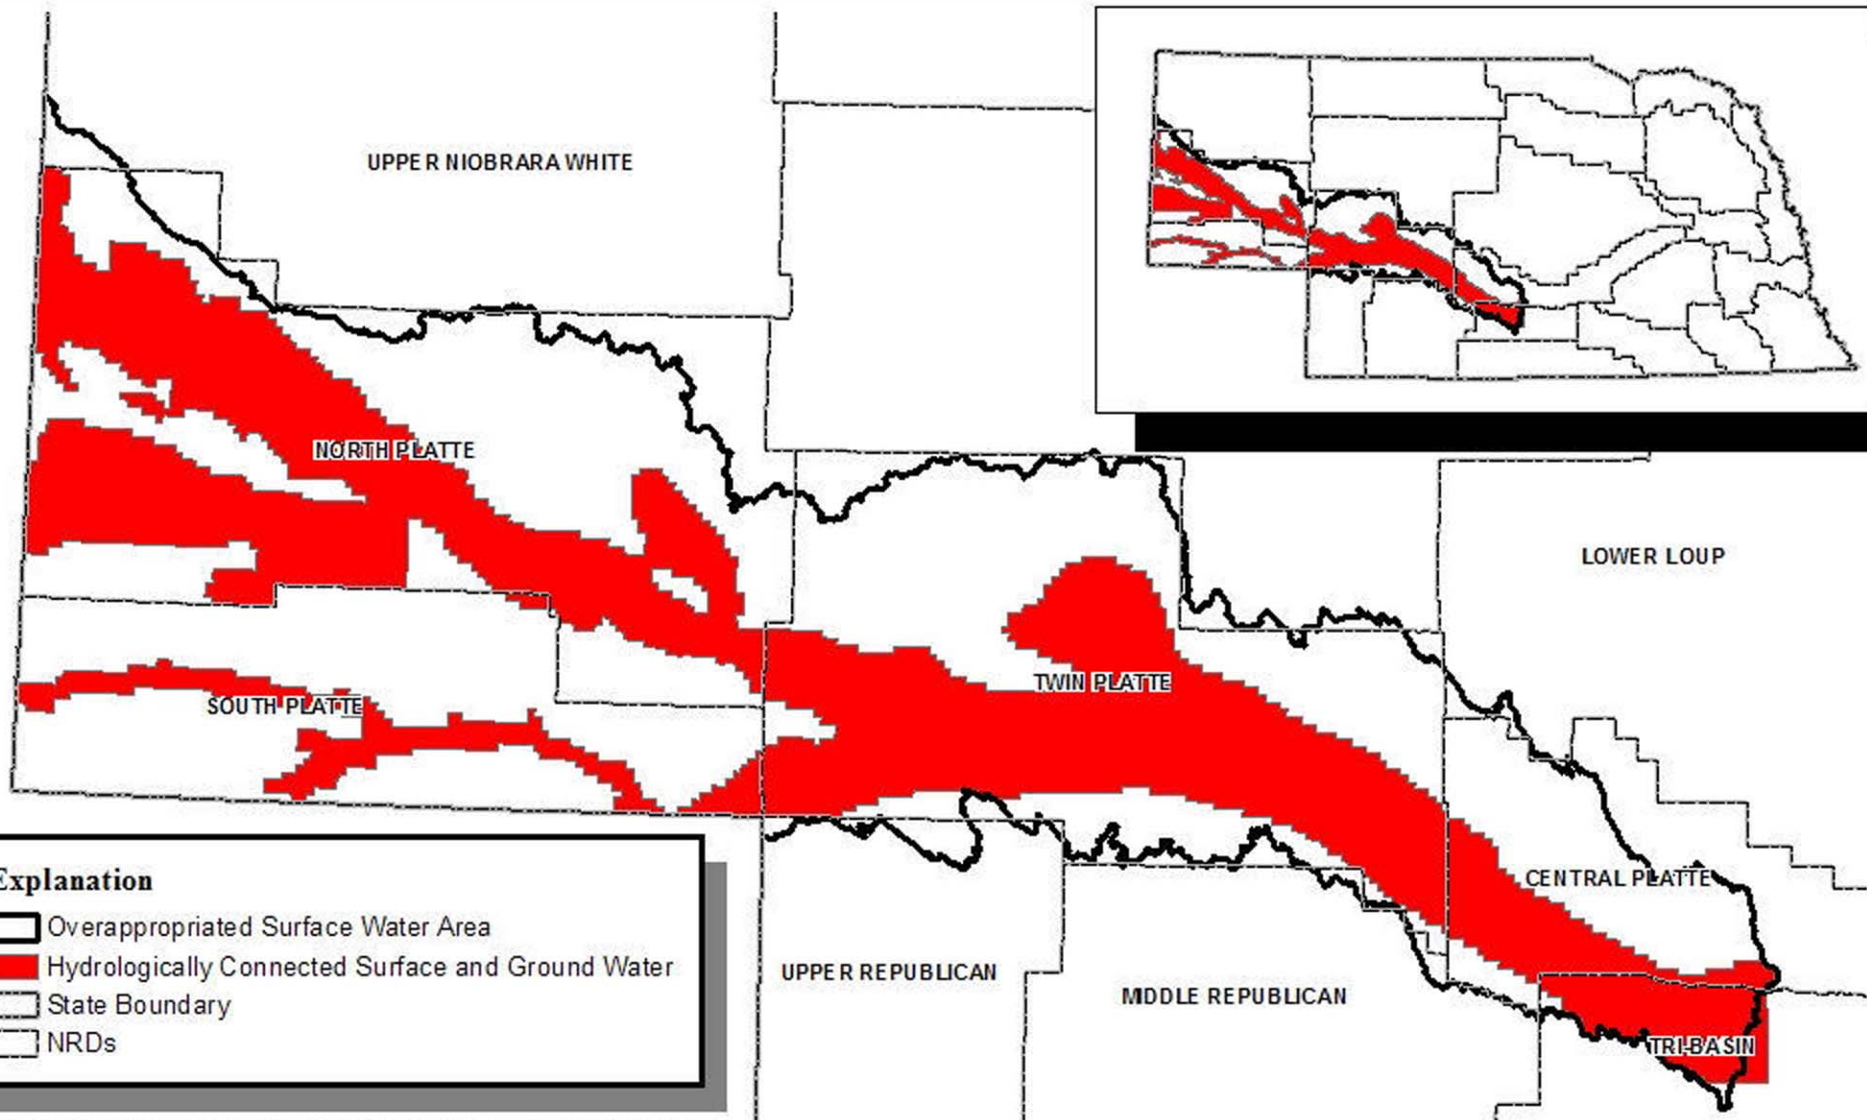 UPPER NIOBRARA WHITE
NORTH PLATTE
LOWER LOUP
TWIN PLATTE
SOUTH PLATTE
CENTRAL PLATTE
UPPER REPUBLICAN
MIDDLE REPUBLICAN
TRI-BASIN
Explanation
Overappropriated Surface Water Area
Hydrologically Connected Surface and Ground Water
State Boundary
NRDs